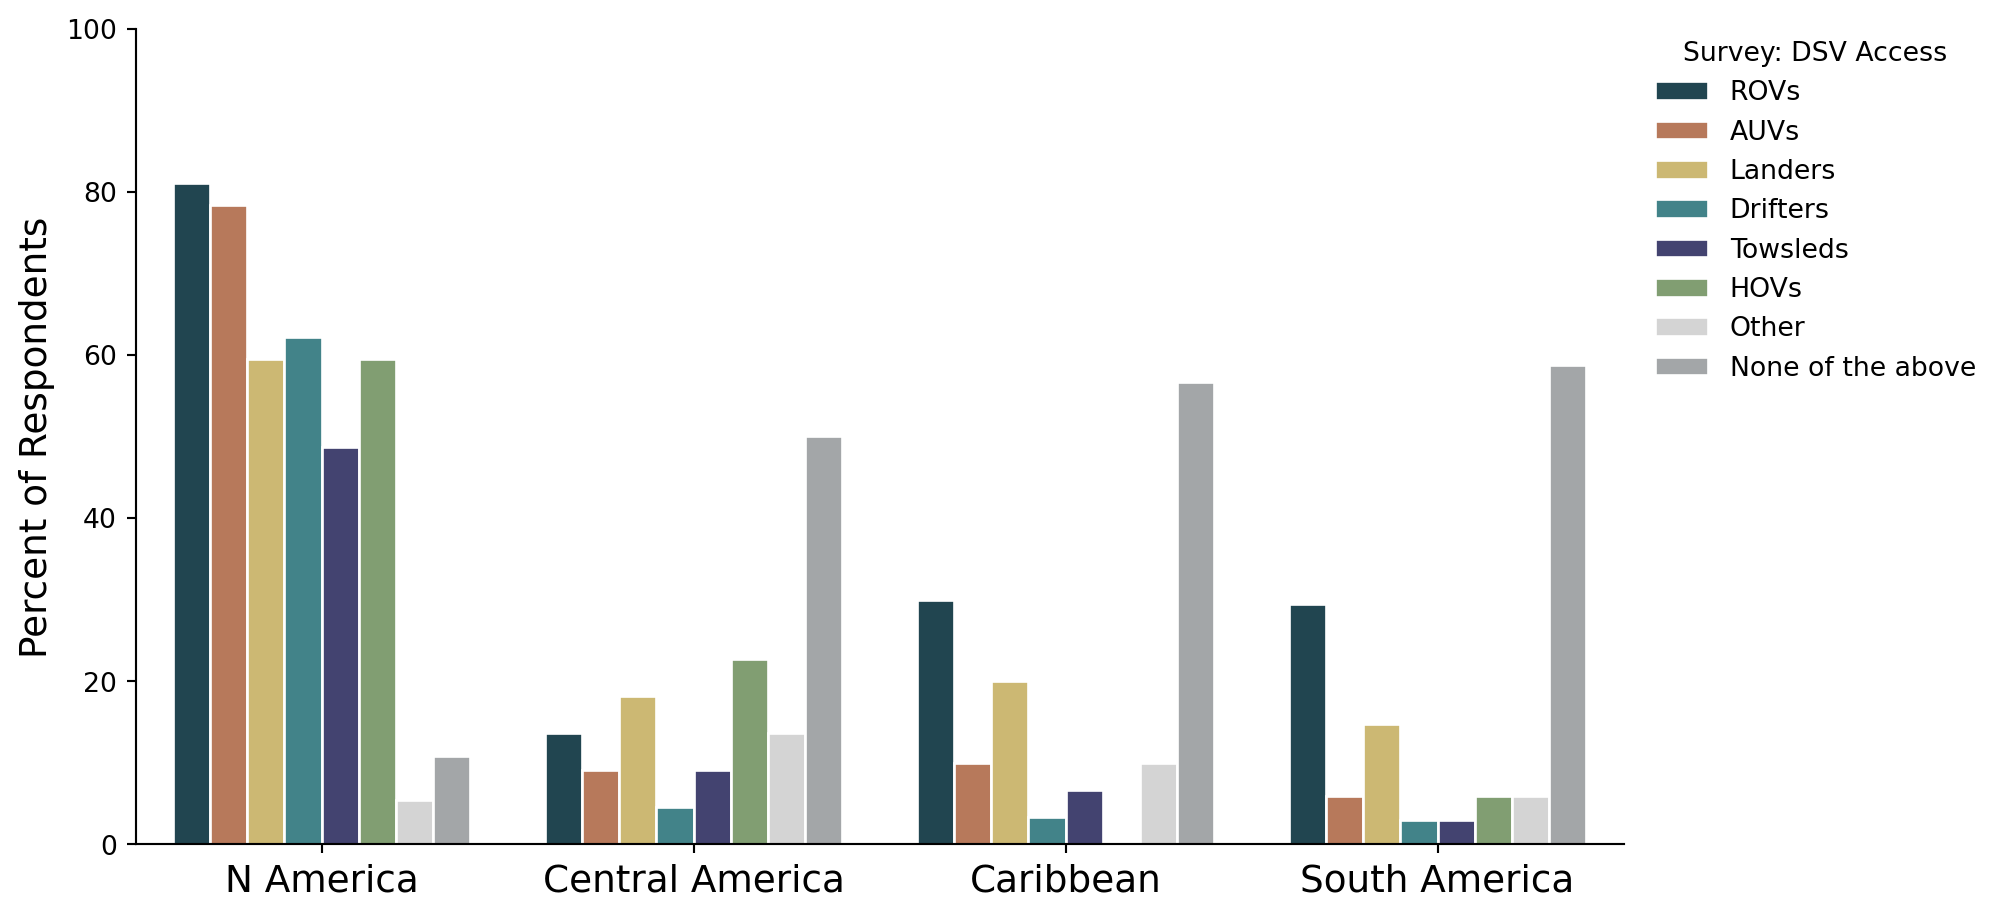 Percent of Respondents
100
80
60
40
20
0
N America
Central America
Caribbean
South America
Survey: DSV Access
ROVs
AUVs
Landers
Drifters
Towsleds
HOVs
Other
None of the above